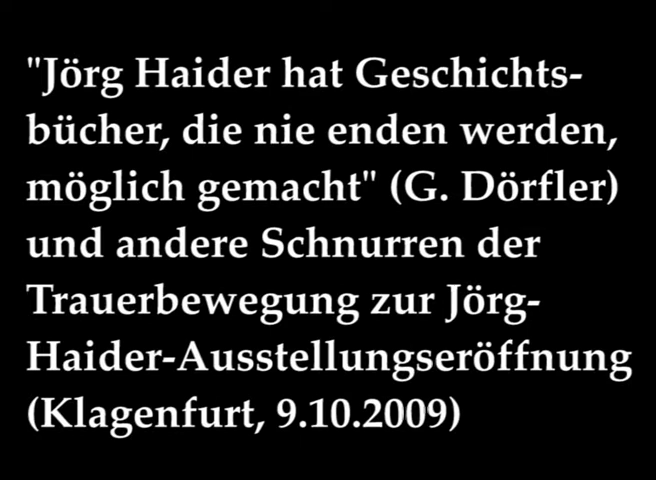 "Jörg Haider hat Geschichts-
bücher, die nie enden werden,
möglich gemacht" (G. Dörfler)
und andere Schnurren der
Trauerbewegung zur Jörg-
Haider-Ausstellungseröffnung
(Klagenfurt, 9.10.2009)